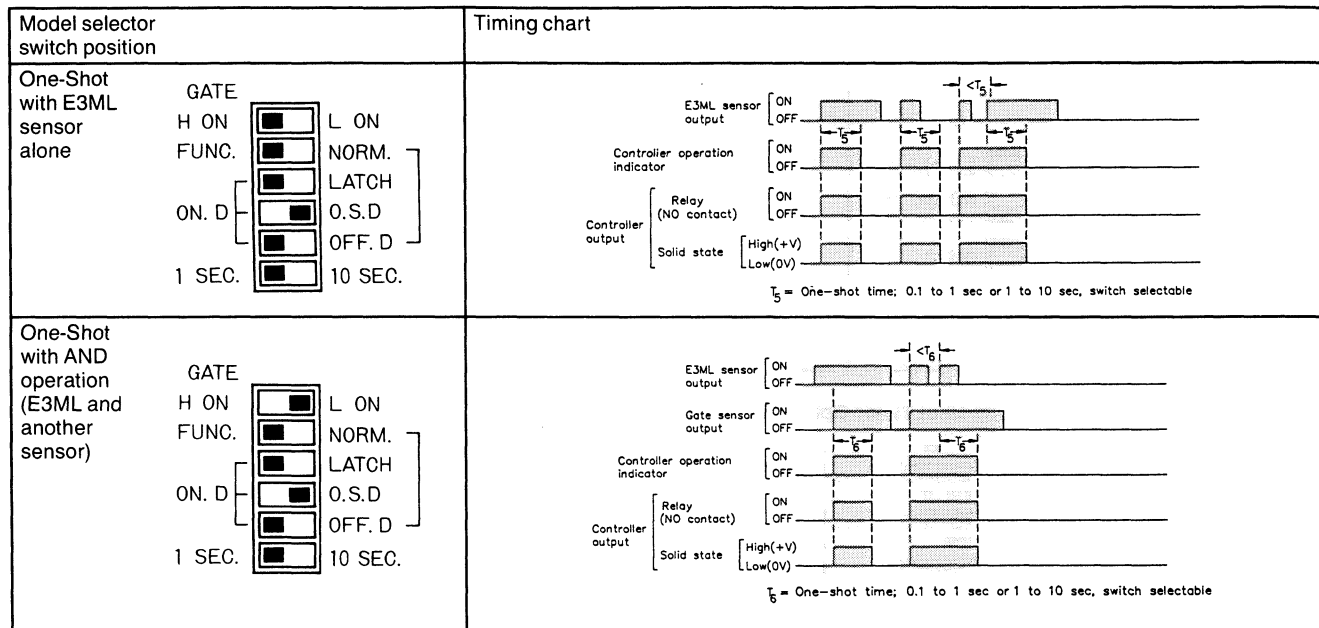 Model selector
switch position
Timing chart
One-Shot
with E3ML
sensor
alone
GATE
H ON
L ON
FUNC.
NORM.
LATCH
ON. D
O.S.D
OFF. D
1 SEC.
10 SEC.
E3ML sensor
output
ON
OFF
<T5
T5
T5
T5
Controller operation
indicator
ON
OFF
Controller
output
Relay
(NO contact)
ON
OFF
Solid state
High(+V)
Low(0V)
T5 = One-shot time; 0.1 to 1 sec or 1 to 10 sec, switch selectable
One-Shot
with AND
operation
(E3ML and
another
sensor)
GATE
H ON
L ON
FUNC.
NORM.
LATCH
ON. D
O.S.D
OFF. D
1 SEC.
10 SEC.
E3ML sensor
output
ON
OFF
<T6
Gate sensor
output
ON
OFF
T6
T6
Controller operation
indicator
ON
OFF
Controller
output
Relay
(NO contact)
ON
OFF
Solid state
High(+V)
Low(0V)
T6 = One-shot time; 0.1 to 1 sec or 1 to 10 sec, switch selectable